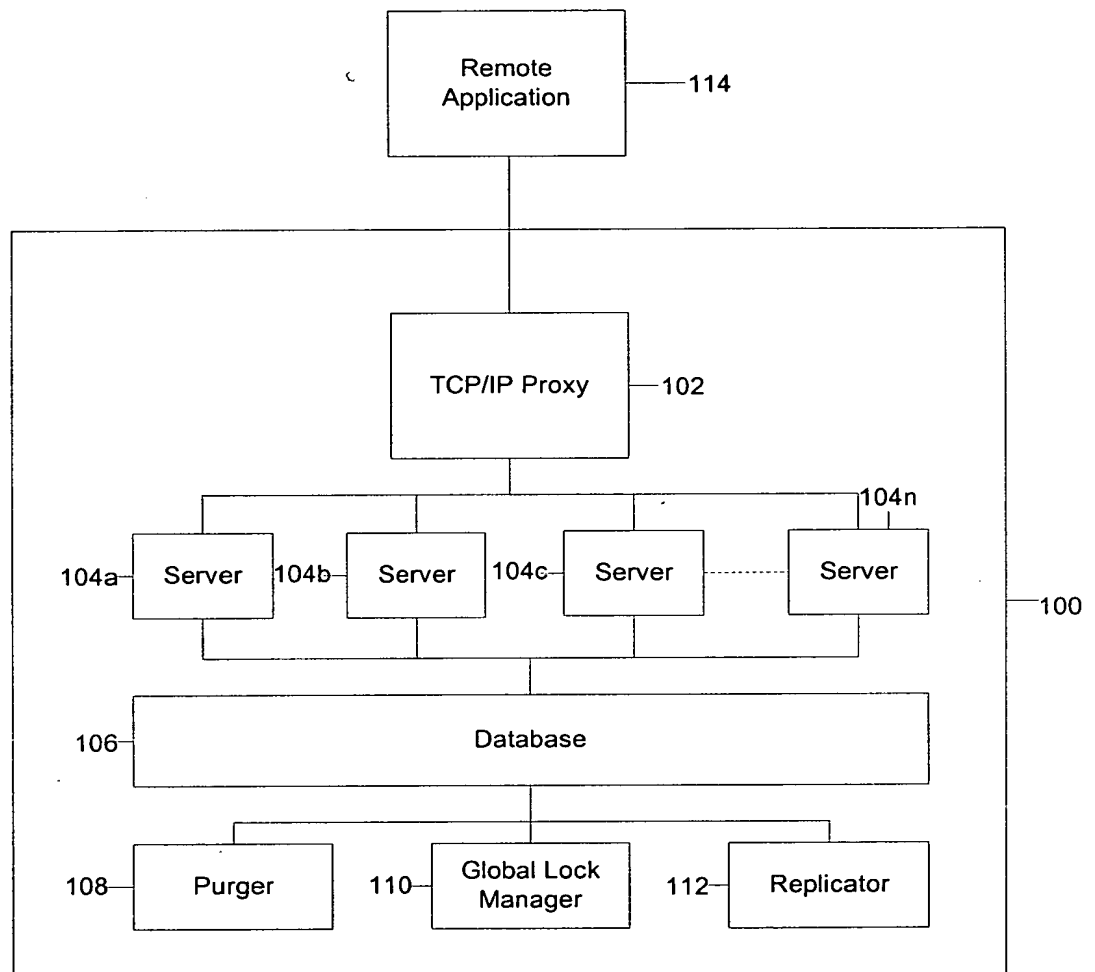 Remote
Application
114
TCP/IP Proxy
102
104n
104a
Server
104b
Server
104c
Server
Server
100
106
Database
108
Purger
110
Global Lock
Manager
112
Replicator